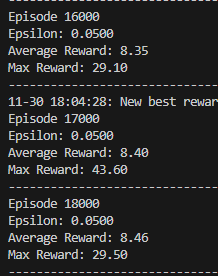 --------------------------------
Episode 16000
Epsilon: 0.0500
Average Reward: 8.35
Max Reward: 29.10
--------------------------------
11-30 18:04:28: New best rewar
Episode 17000
Epsilon: 0.0500
Average Reward: 8.40
Max Reward: 43.60
--------------------------------
Episode 18000
Epsilon: 0.0500
Average Reward: 8.46
Max Reward: 29.50
--------------------------------